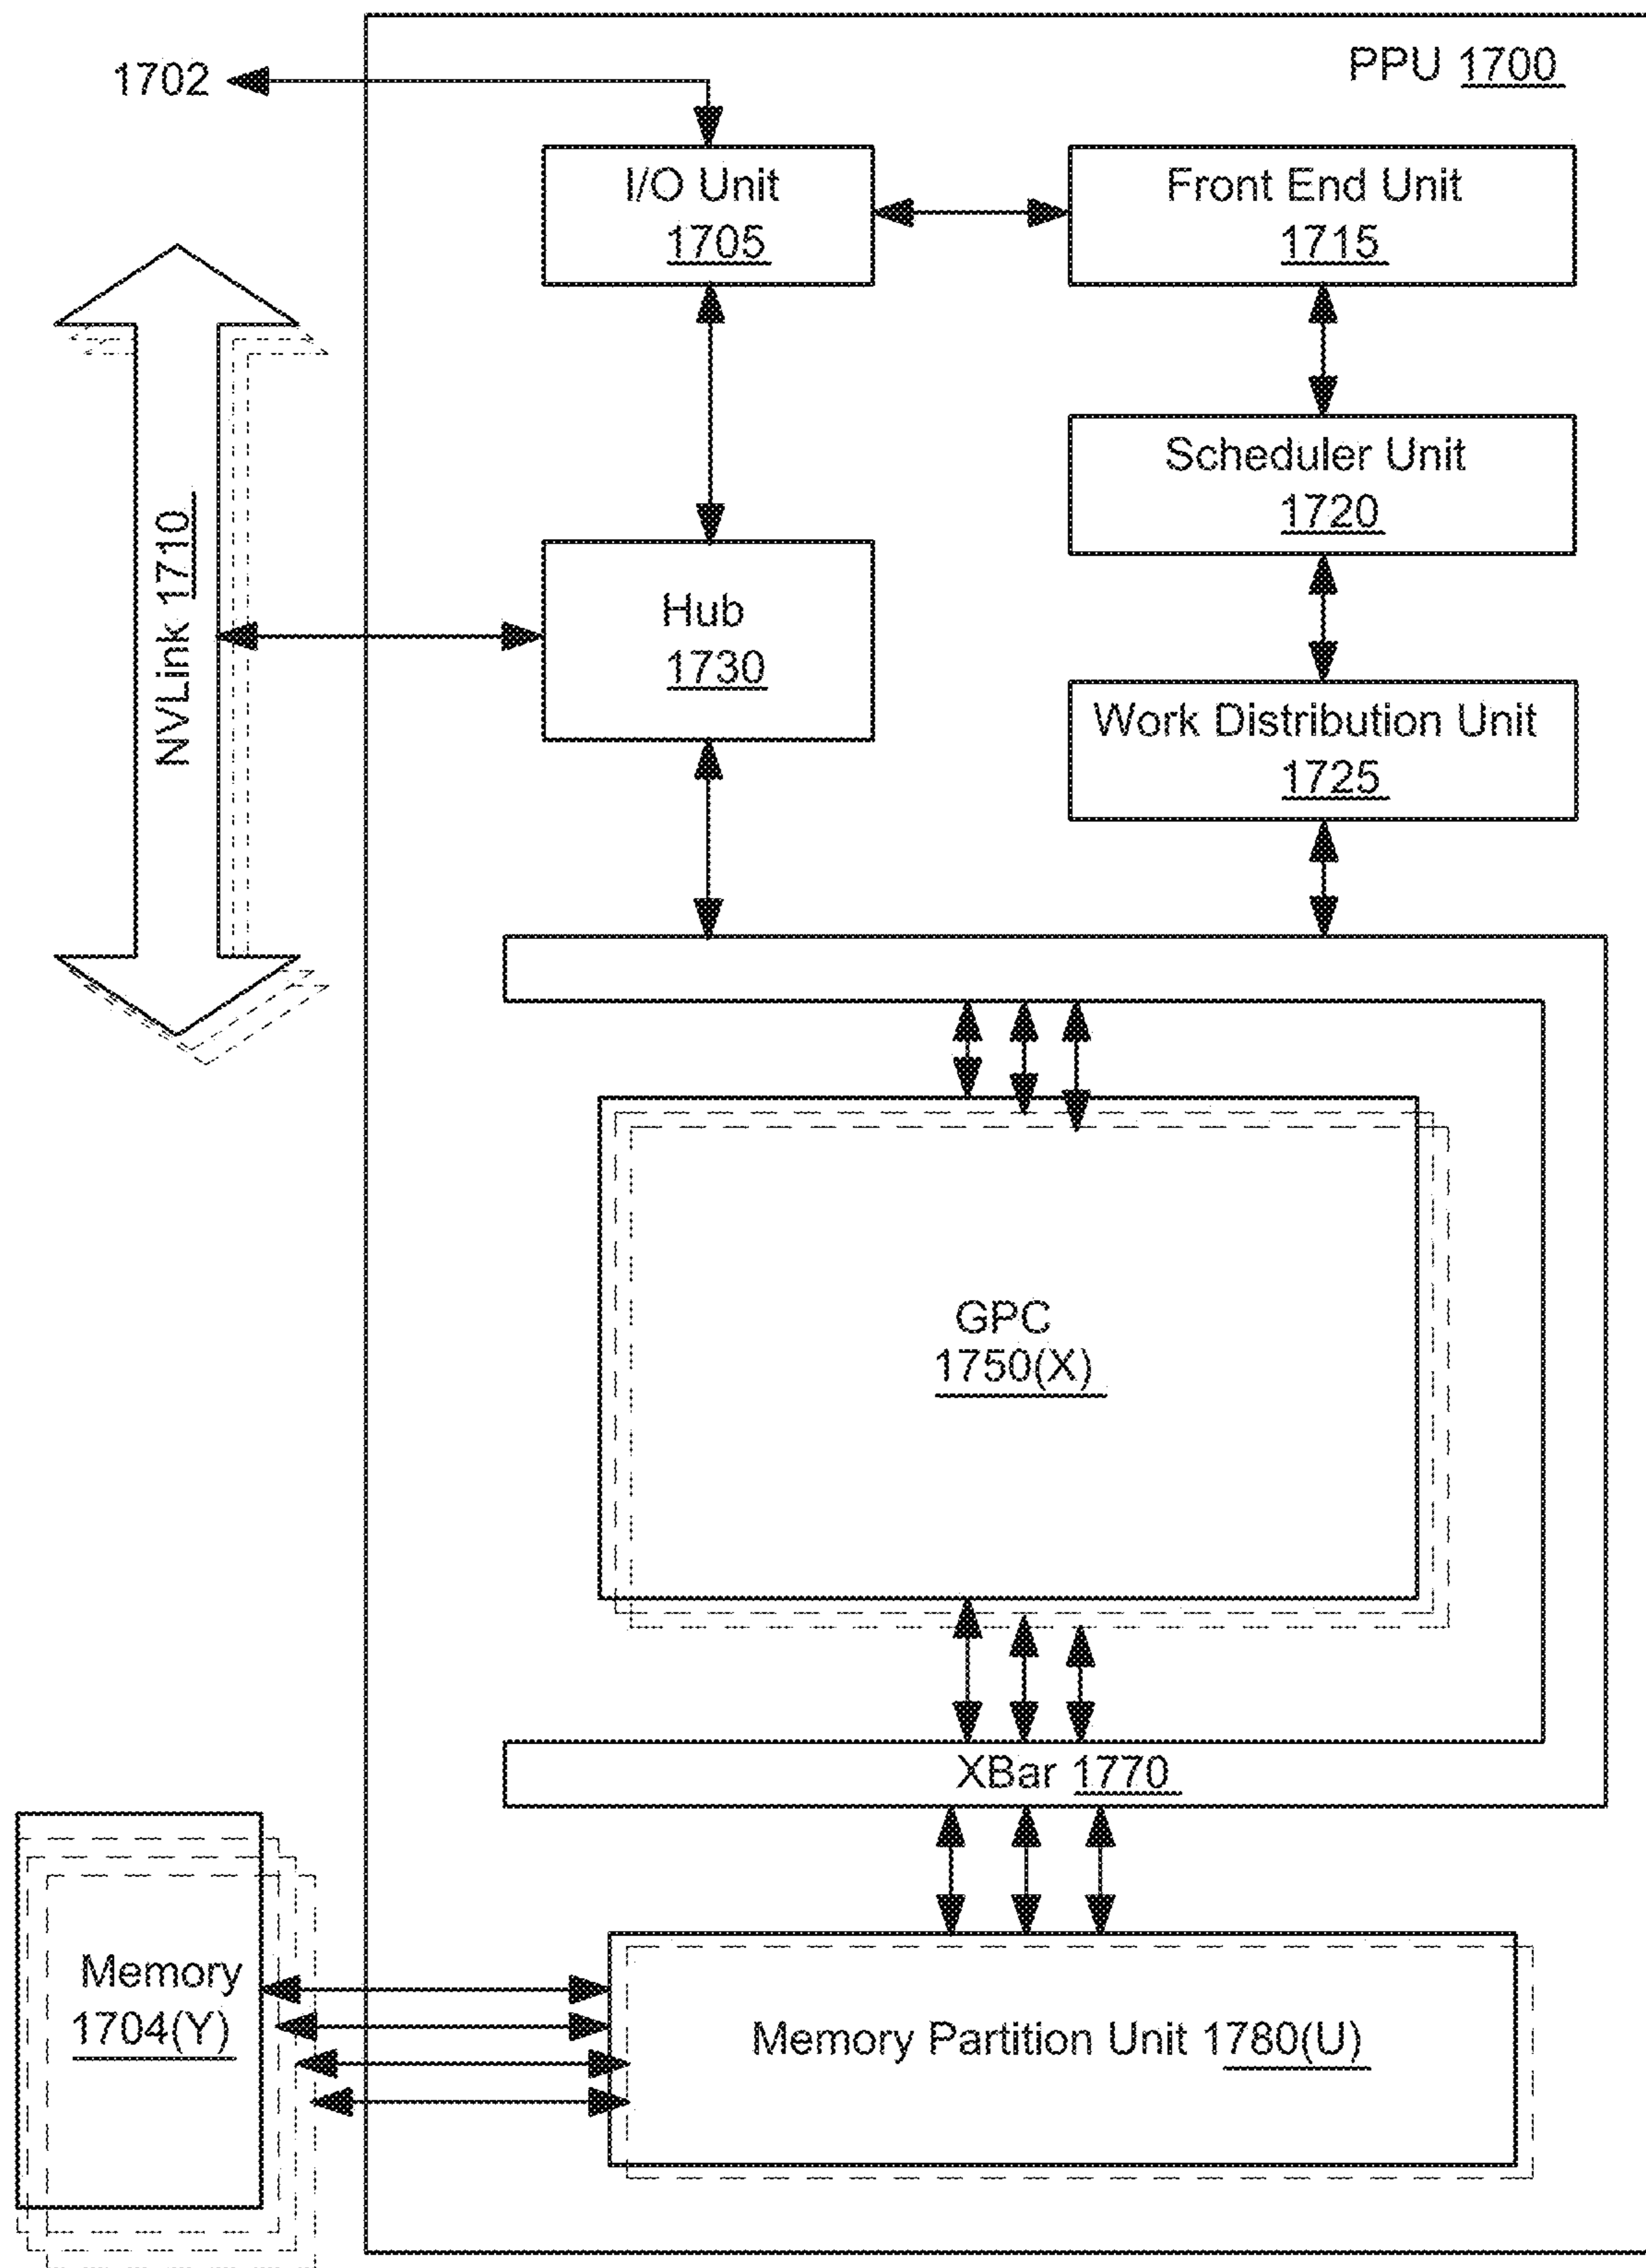 PPU 1700
1702
I/O Unit
1705
Front End Unit
1715
Scheduler Unit
1720
NVLink 1710
Hub
1730
Work Distribution Unit
1725
GPC
1750(X)
XBar 1770
Memory
1704(Y)
Memory Partition Unit 1780(U)